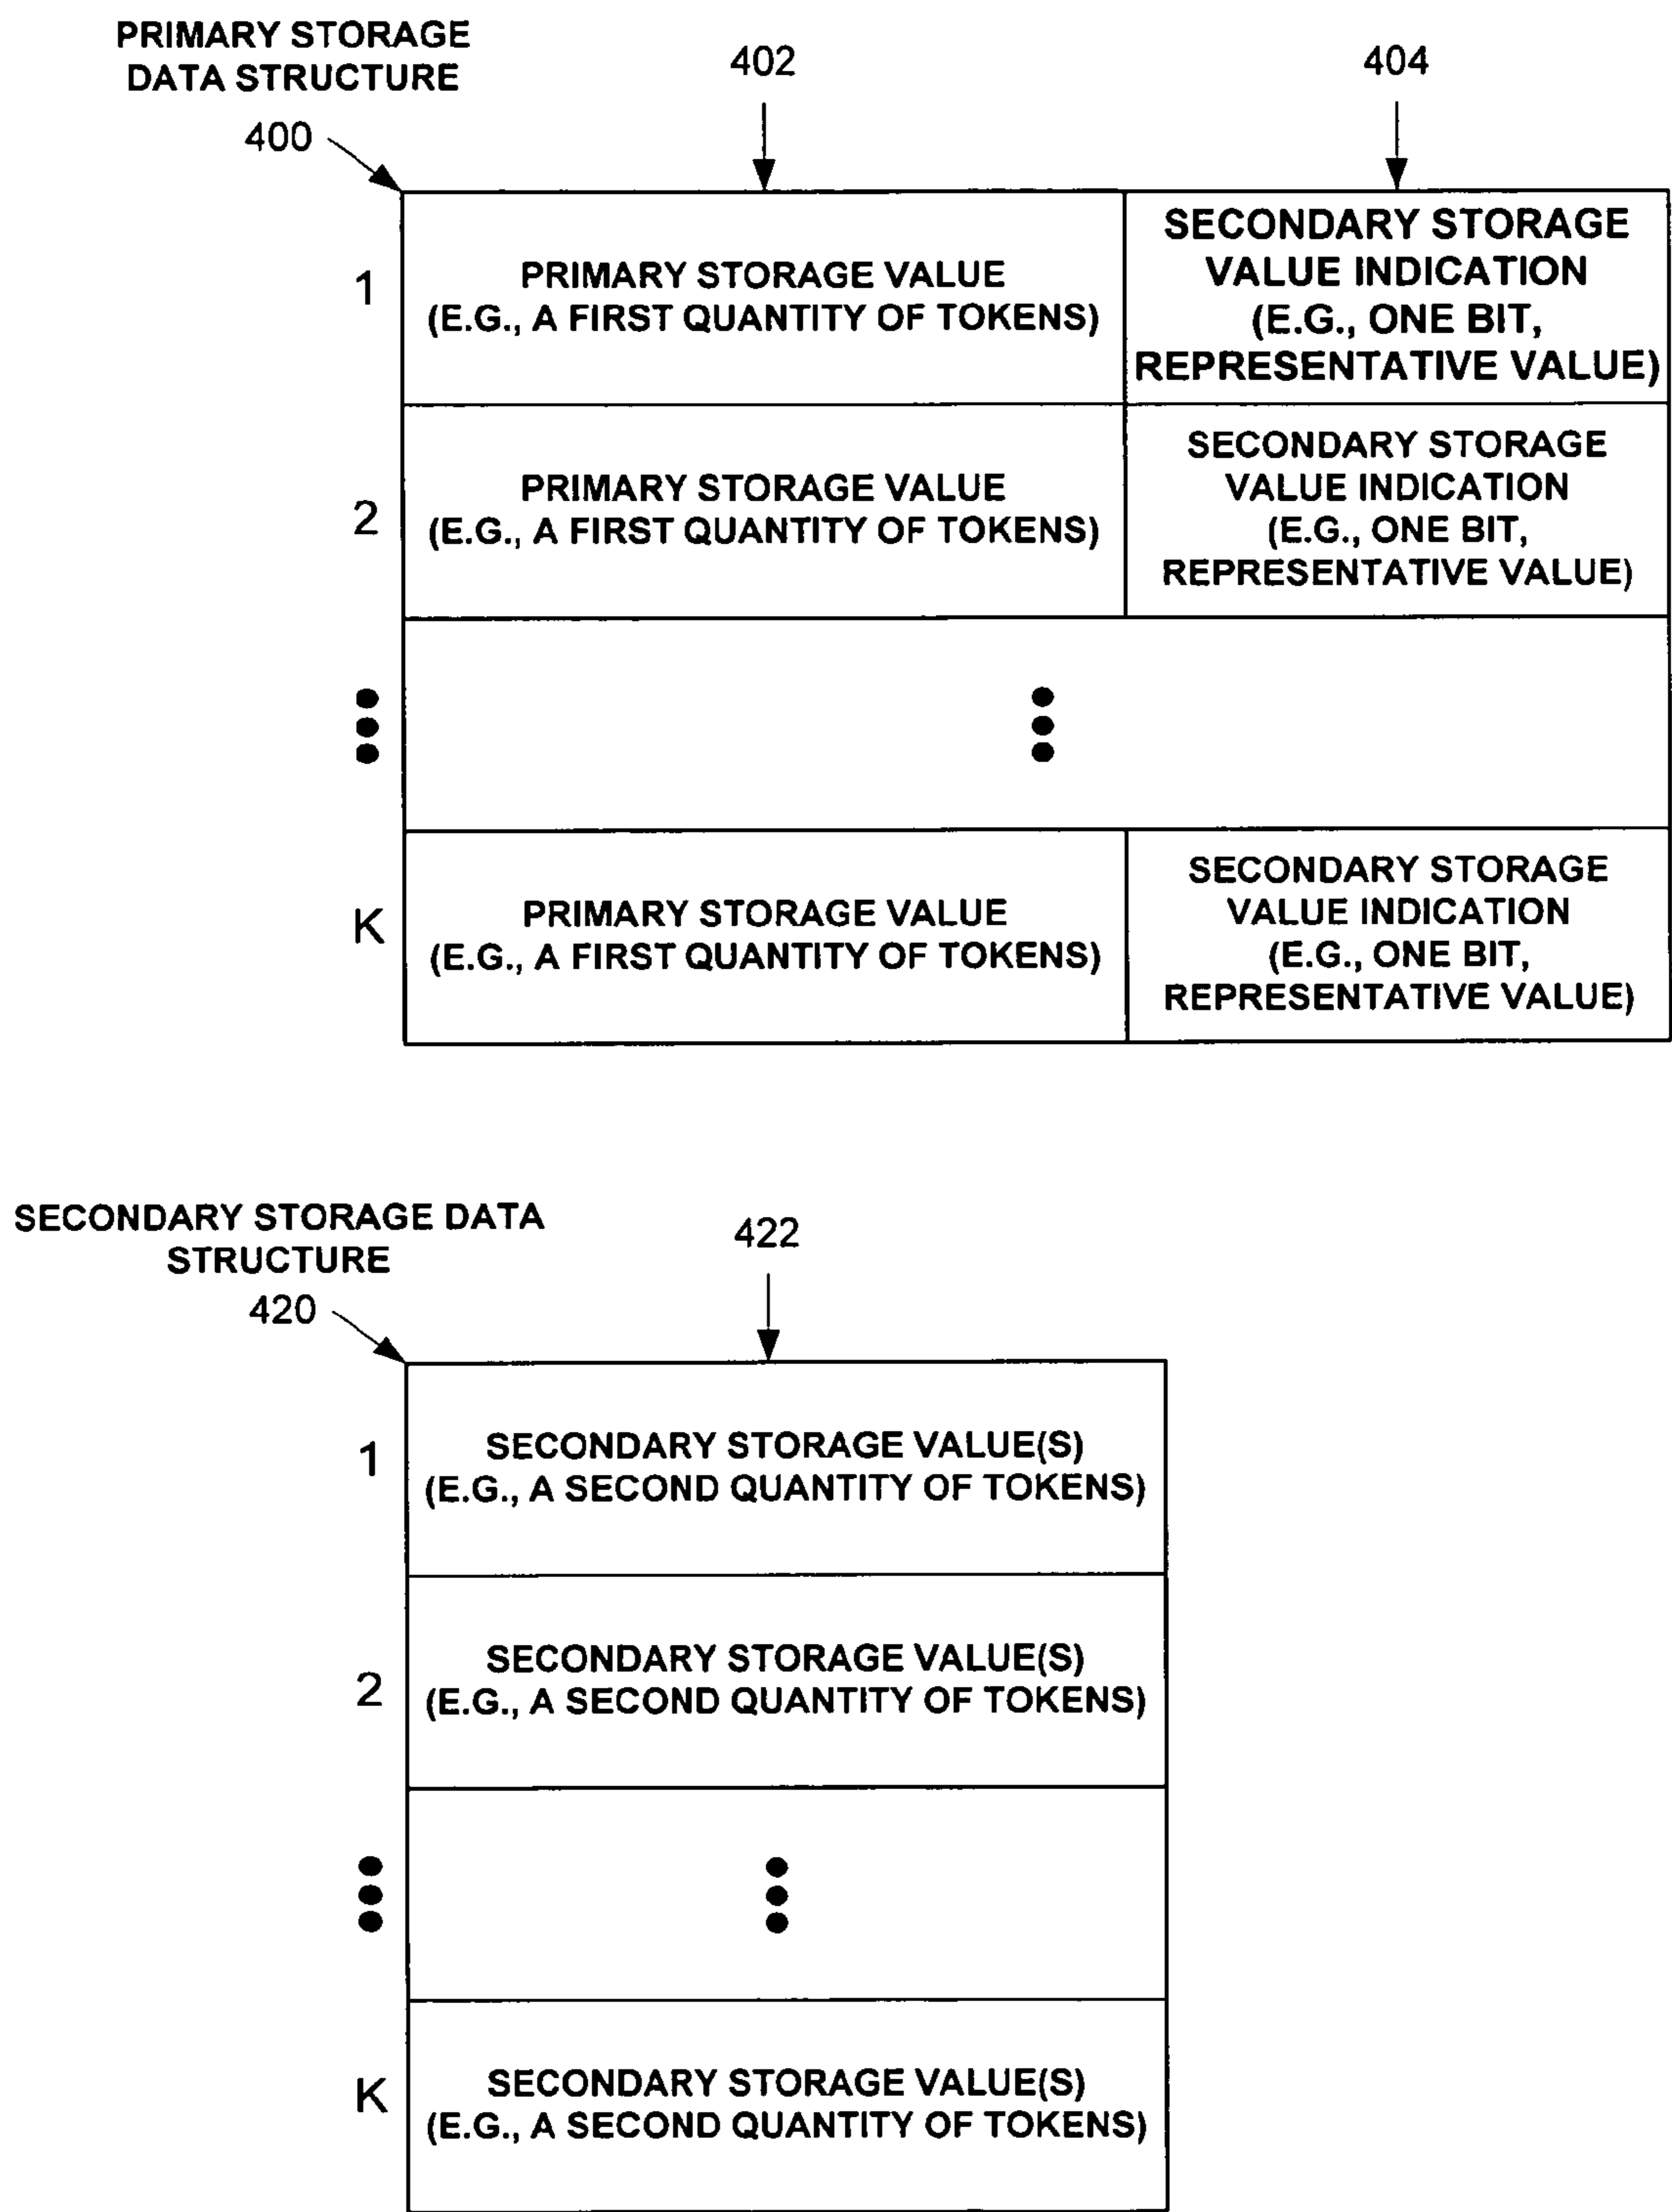 PRIMARY STORAGE
DATA STRUCTURE
400
402
404
1
PRIMARY STORAGE VALUE
(E.G., A FIRST QUANTITY OF TOKENS)
SECONDARY STORAGE
VALUE INDICATION
(E.G., ONE BIT,
REPRESENTATIVE VALUE)
2
PRIMARY STORAGE VALUE
(E.G., A FIRST QUANTITY OF TOKENS)
SECONDARY STORAGE
VALUE INDICATION
(E.G., ONE BIT,
REPRESENTATIVE VALUE)
K
PRIMARY STORAGE VALUE
(E.G., A FIRST QUANTITY OF TOKENS)
SECONDARY STORAGE
VALUE INDICATION
(E.G., ONE BIT,
REPRESENTATIVE VALUE)
SECONDARY STORAGE DATA
STRUCTURE
420
422
1
SECONDARY STORAGE VALUE(S)
(E.G., A SECOND QUANTITY OF TOKENS)
2
SECONDARY STORAGE VALUE(S)
(E.G., A SECOND QUANTITY OF TOKENS)
K
SECONDARY STORAGE VALUE(S)
(E.G., A SECOND QUANTITY OF TOKENS)